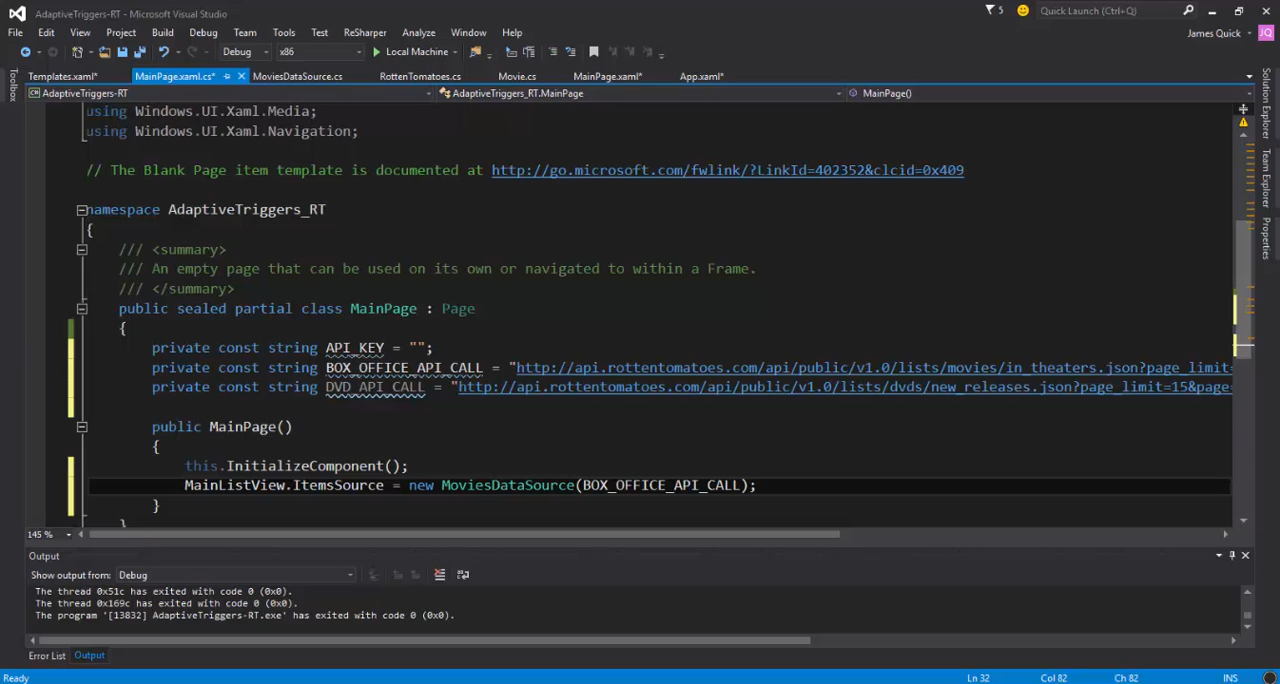 AdaptiveTriggers-RT - Microsoft Visual Studio
5
Quick Launch (Ctrl+Q)
File Edit View Project Build Debug Team Tools Test ReSharper Analyze Window Help
James Quick JQ
Debug x86 Local Machine
Templates.xaml* MainPage.xaml.cs* MoviesDataSource.cs RottenTomatoes.cs Movie.cs MainPage.xaml* App.xaml*
AdaptiveTriggers-RT AdaptiveTriggers_RT.MainPage MainPage()
Toolbox
Solution Explorer
Team Explorer
Properties
using Windows.UI.Xaml.Media;
using Windows.UI.Xaml.Navigation;
// The Blank Page item template is documented at http://go.microsoft.com/fwlink/?LinkId=402352&clcid=0x409
namespace AdaptiveTriggers_RT
{
/// <summary>
/// An empty page that can be used on its own or navigated to within a Frame.
/// </summary>
public sealed partial class MainPage : Page
{
private const string API_KEY = "";
private const string BOX_OFFICE_API_CALL = "http://api.rottentomatoes.com/api/public/v1.0/lists/movies/in_theaters.json?page_limit=
private const string DVD_API_CALL = "http://api.rottentomatoes.com/api/public/v1.0/lists/dvds/new_releases.json?page_limit=15&page=
public MainPage()
{
this.InitializeComponent();
MainListView.ItemsSource = new MoviesDataSource(BOX_OFFICE_API_CALL);
}
}
145 %
Output
Show output from: Debug
The thread 0x51c has exited with code 0 (0x0).
The thread 0x169c has exited with code 0 (0x0).
The program '[13832] AdaptiveTriggers-RT.exe' has exited with code 0 (0x0).
Error List Output
Ready Ln 32 Col 82 Ch 82 INS